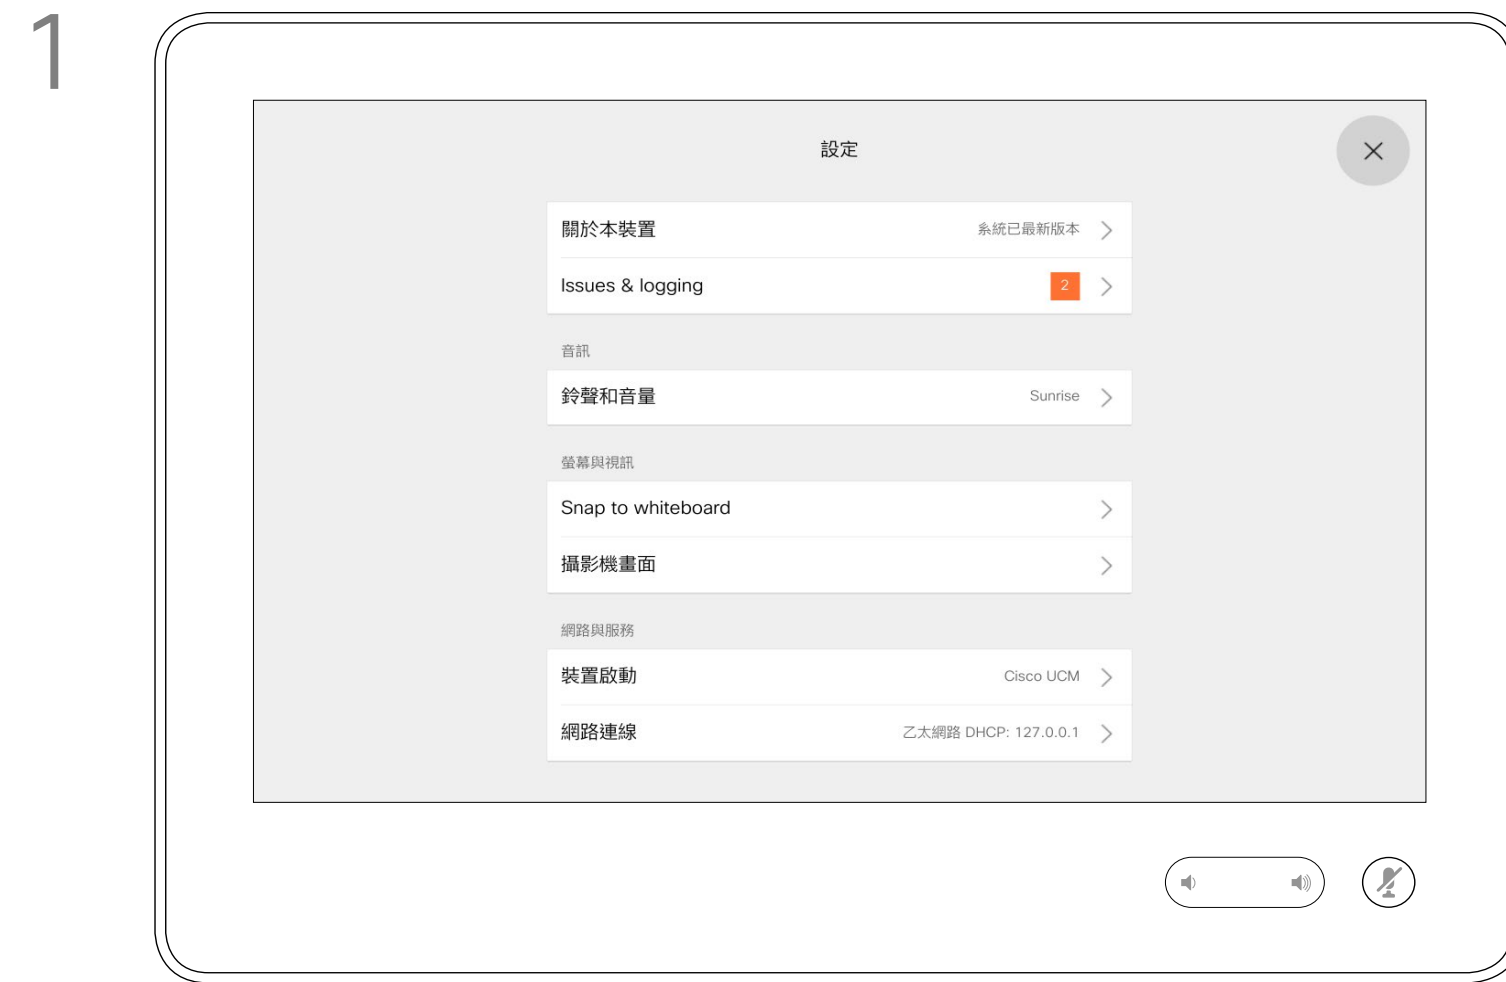 1
設定
關於本裝置 系統已最新版本
Issues & logging 2
音訊
鈴聲和音量 Sunrise
螢幕與視訊
Snap to whiteboard
攝影機畫面
網路與服務
裝置啟動 Cisco UCM
網路連線 乙太網路 DHCP: 127.0.0.1